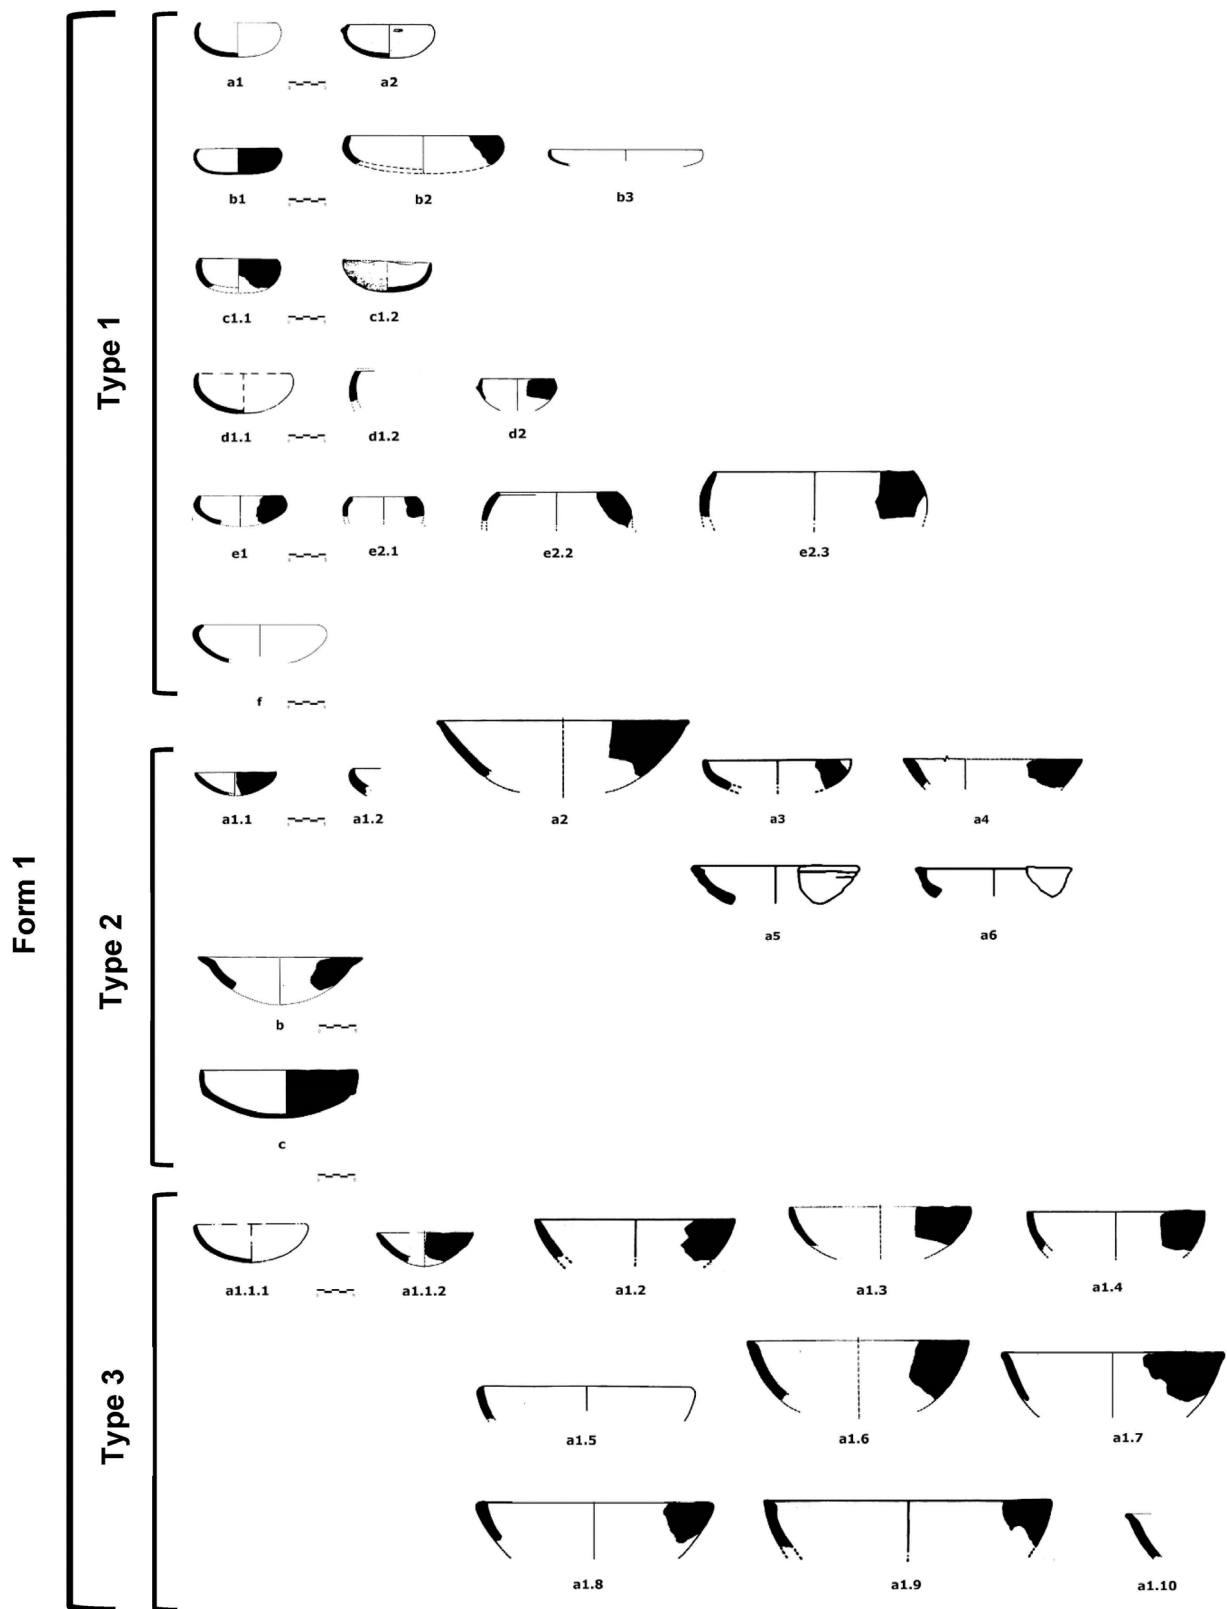 Form 1
Type 1
a1 a2
b1 b2 b3
c1.1 c1.2
d1.1 d1.2 d2
e1 e2.1 e2.2 e2.3
f
Type 2
a1.1 a1.2 a2 a3 a4
a5 a6
b
c
Type 3
a1.1.1 a1.1.2 a1.2 a1.3 a1.4
a1.5 a1.6 a1.7
a1.8 a1.9 a1.10